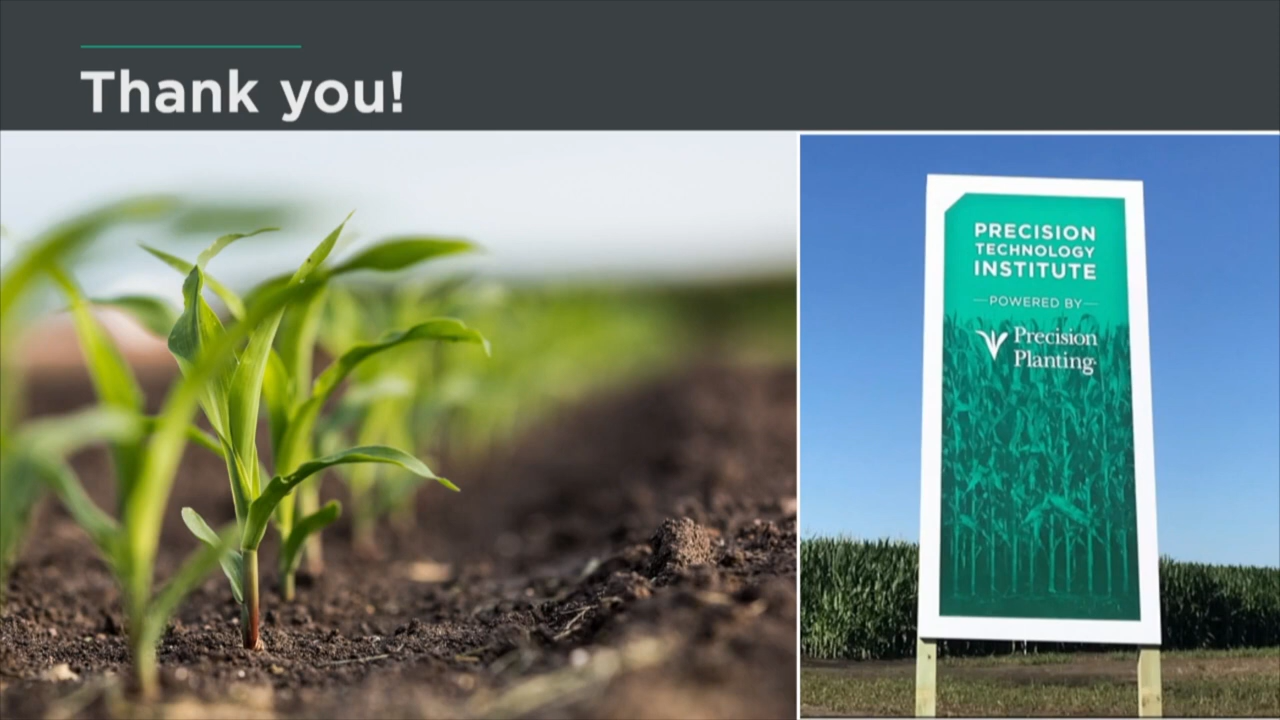 Thank you!
PRECISION
TECHNOLOGY
INSTITUTE
POWERED BY
Precision
Planting